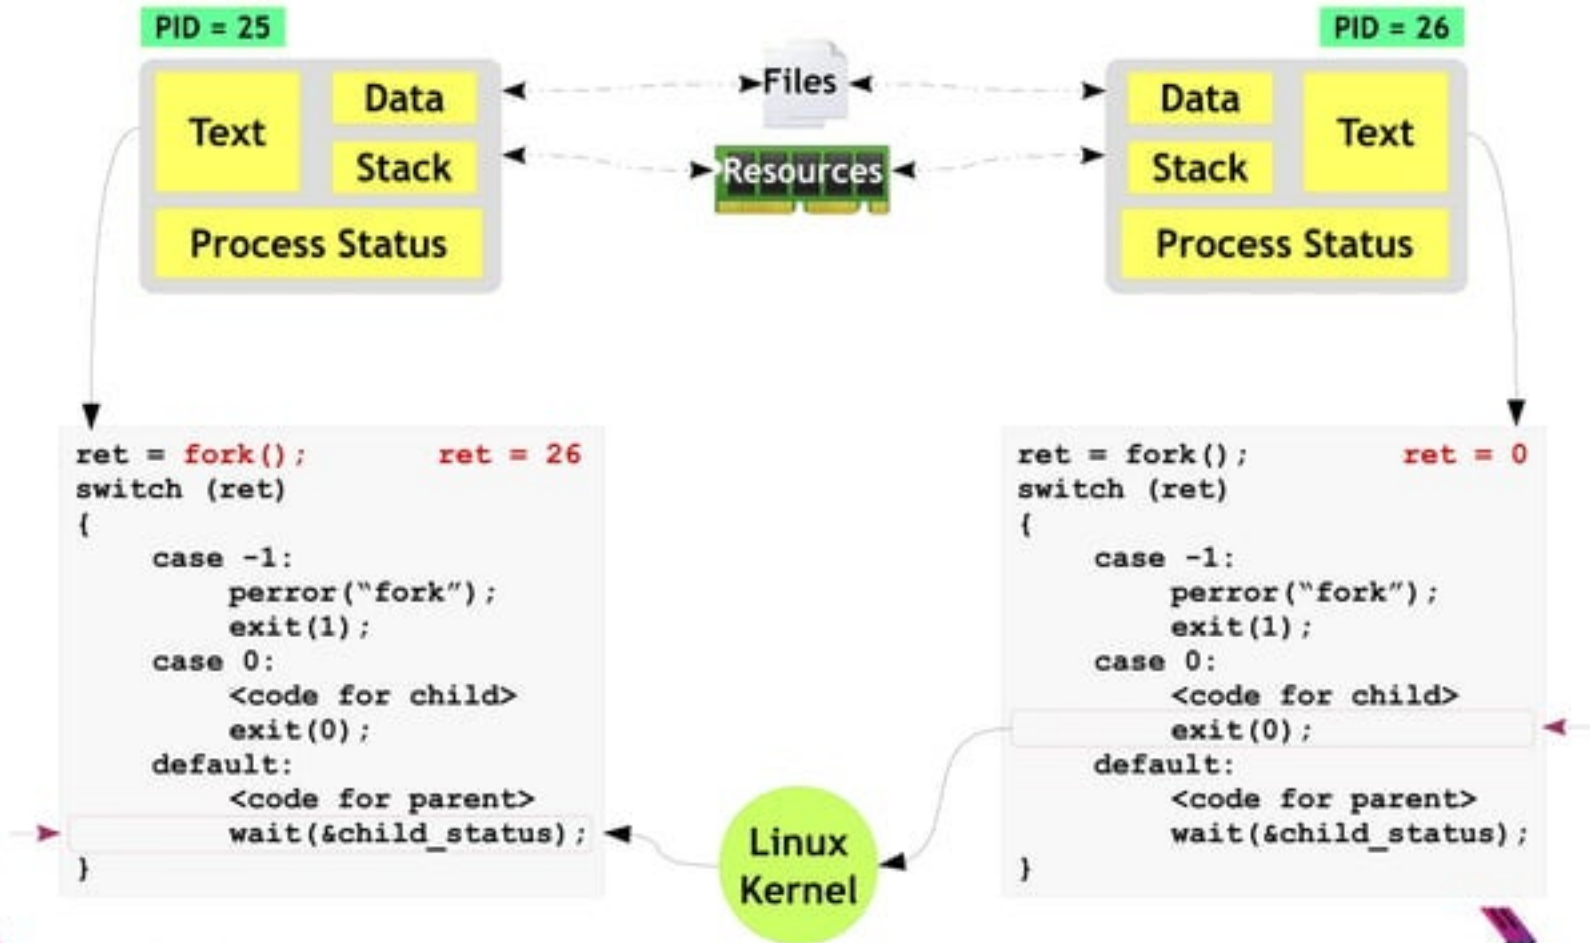 PID = 25
Text
Data
Stack
Process Status
Files
Resources
PID = 26
Data
Stack
Text
Process Status
ret = fork(); ret = 26
switch (ret)
{
case -1:
perror(“fork”);
exit(1);
case 0:
<code for child>
exit(0);
default:
<code for parent>
wait(&child_status);
}
Linux
Kernel
ret = fork(); ret = 0
switch (ret)
{
case -1:
perror(“fork”);
exit(1);
case 0:
<code for child>
exit(0);
default:
<code for parent>
wait(&child_status);
}